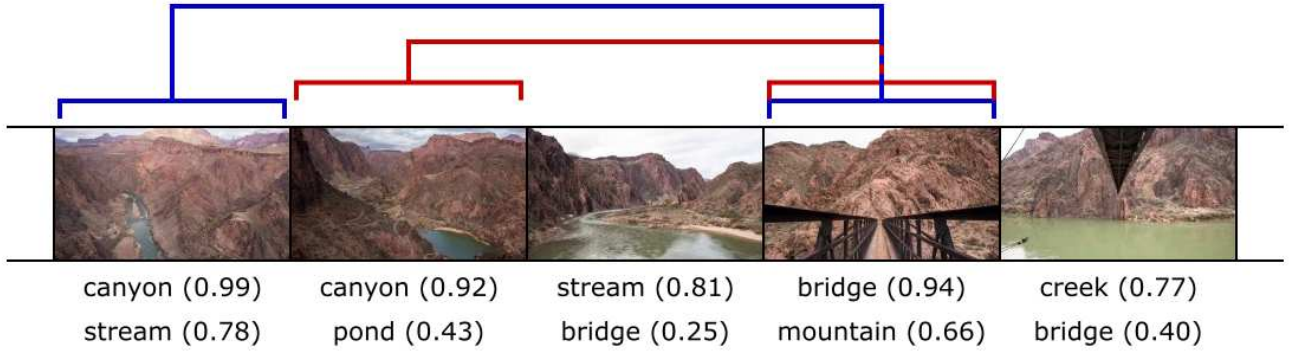 canyon (0.99) canyon (0.92) stream (0.81) bridge (0.94) creek (0.77)
stream (0.78) pond (0.43) bridge (0.25) mountain (0.66) bridge (0.40)